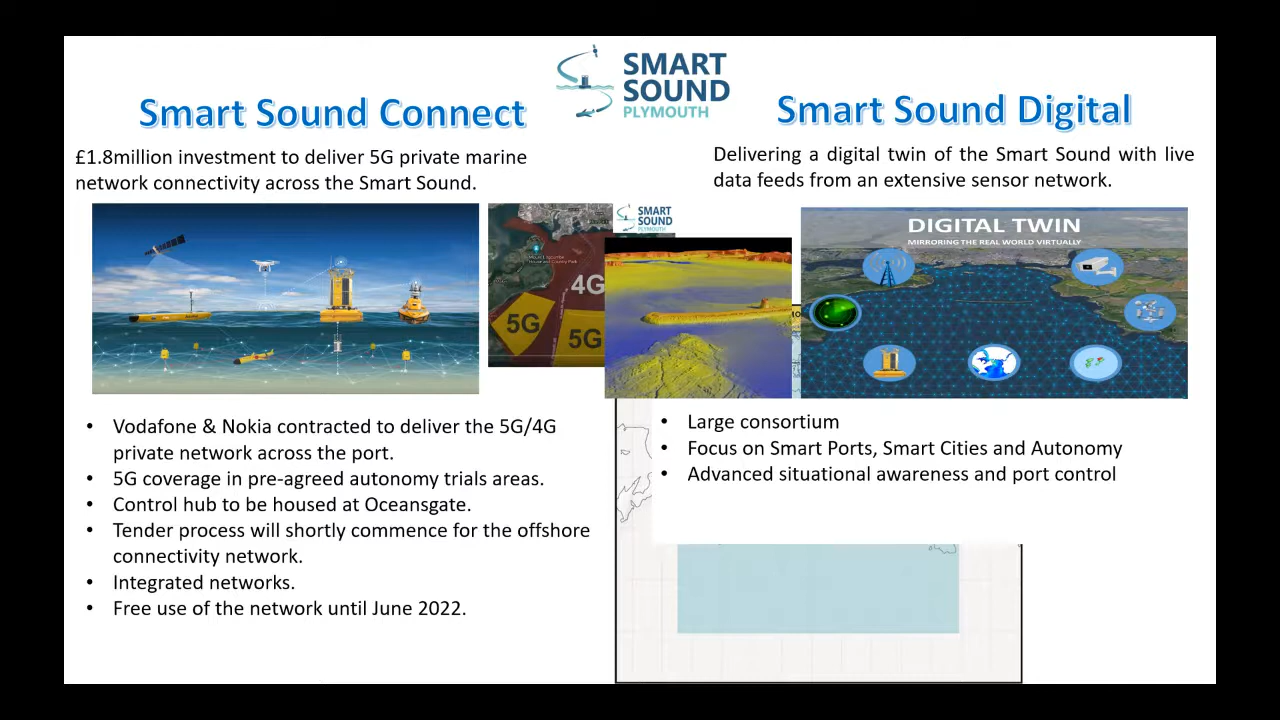 SMART
SOUND
PLYMOUTH
Smart Sound Connect
£1.8million investment to deliver 5G private marine
network connectivity across the Smart Sound.
4G
5G
5G
• Vodafone & Nokia contracted to deliver the 5G/4G
private network across the port.
• 5G coverage in pre-agreed autonomy trials areas.
• Control hub to be housed at Oceansgate.
• Tender process will shortly commence for the offshore
connectivity network.
• Integrated networks.
• Free use of the network until June 2022.
Smart Sound Digital
Delivering a digital twin of the Smart Sound with live
data feeds from an extensive sensor network.
SMART
SOUND
PLYMOUTH
DIGITAL TWIN
MIRRORING THE REAL WORLD VIRTUALLY
• Large consortium
• Focus on Smart Ports, Smart Cities and Autonomy
• Advanced situational awareness and port control